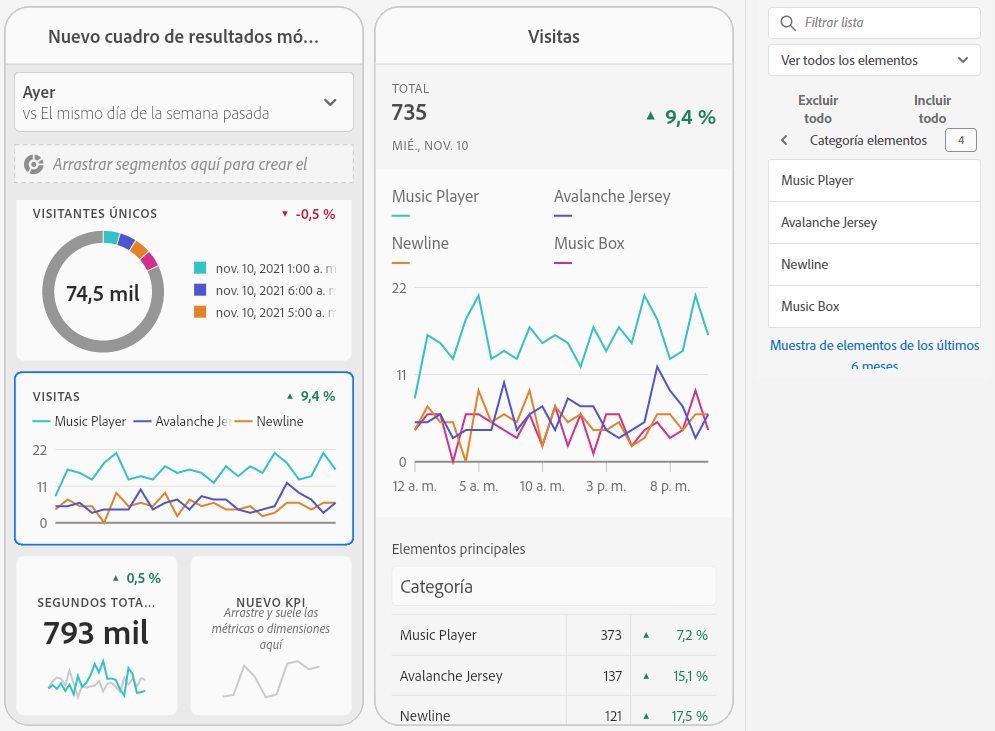 Nuevo cuadro de resultados mó...
Ayer
vs El mismo día de la semana pasada
Arrastrar segmentos aquí para crear el
VISITANTES ÚNICOS
-0,5 %
74,5 mil
nov. 10, 2021 1:00 a. m
nov. 10, 2021 6:00 a. m
nov. 10, 2021 5:00 a. m
VISITAS
9,4 %
Music Player
Avalanche Je
Newline
22
11
0
0,5 %
SEGUNDOS TOTA...
793 mil
NUEVO KPI
Arrastre y suelte las
métricas o dimensiones
aquí
Visitas
TOTAL
735
9,4 %
MIÉ., NOV. 10
Music Player
Avalanche Jersey
Newline
Music Box
22
11
0
12 a. m.
5 a. m.
10 a. m.
3 p. m.
8 p. m.
Elementos principales
Categoría
Music Player 373 7,2 %
Avalanche Jersey 137 15,1 %
Newline 121 17,5 %
Filtrar lista
Ver todos los elementos
Excluir
todo
Incluir
todo
Categoría elementos
4
Music Player
Avalanche Jersey
Newline
Music Box
Muestra de elementos de los últimos
6 meses